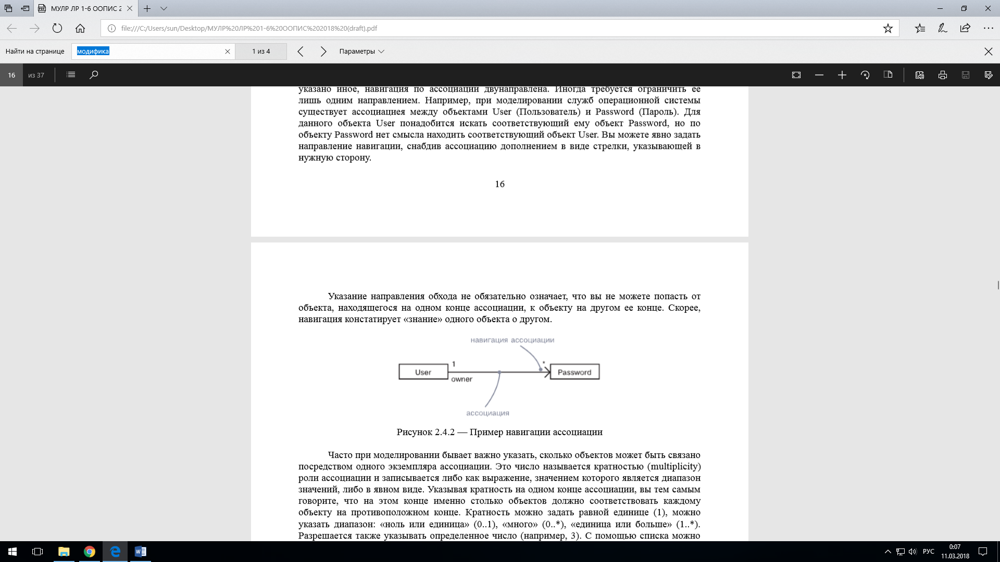 МУЛР ЛР 1-6 ООПИС 2
file:///C:/Users/sun/Desktop/МУЛР%20ЛР%201-6%20ООПИС%202018%20(draft).pdf
Найти на странице модифика 1 из 4 Параметры
16 из 37
указано иное, навигация по ассоциации двунаправлена. Иногда требуется ограничить ее
лишь одним направлением. Например, при моделировании служб операционной системы
существует ассоциациея между объектами User (Пользователь) и Password (Пароль). Для
данного объекта User понадобится искать соответствующий ему объект Password, но по
объекту Password нет смысла находить соответствующий объект User. Вы можете явно задать
направление навигации, снабдив ассоциацию дополнением в виде стрелки, указывающей в
нужную сторону.
16
Указание направления обхода не обязательно означает, что вы не можете попасть от
объекта, находящегося на одном конце ассоциации, к объекту на другом ее конце. Скорее,
навигация констатирует «знание» одного объекта о другом.
навигация ассоциации
1 *
User Password
owner
ассоциация
Рисунок 2.4.2 — Пример навигации ассоциации
Часто при моделировании бывает важно указать, сколько объектов может быть связано
посредством одного экземпляра ассоциации. Это число называется кратностью (multiplicity)
роли ассоциации и записывается либо как выражение, значением которого является диапазон
значений, либо в явном виде. Указывая кратность на одном конце ассоциации, вы тем самым
говорите, что на этом конце именно столько объектов должно соответствовать каждому
объекту на противоположном конце. Кратность можно задать равной единице (1), можно
указать диапазон: «ноль или единица» (0..1), «много» (0..*), «единица или больше» (1..*).
Разрешается также указывать определенное число (например, 3). С помощью списка можно
РУС
0:07
11.03.2018